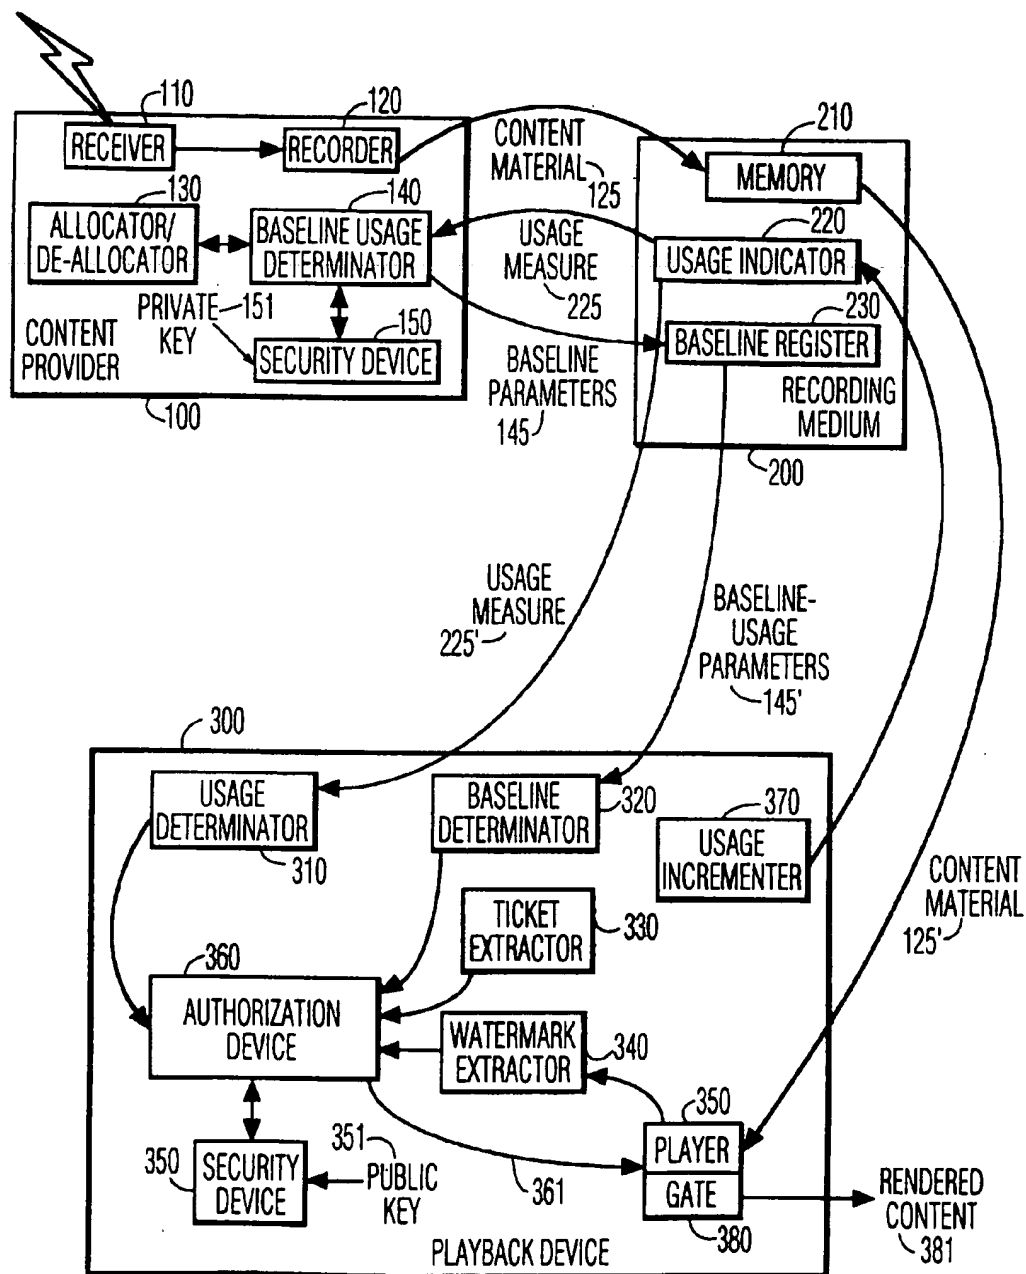 110
RECEIVER
120
RECORDER
130
ALLOCATOR/
DE-ALLOCATOR
140
BASELINE USAGE
DETERMINATOR
PRIVATE
KEY
151
150
SECURITY DEVICE
CONTENT
PROVIDER
100
CONTENT
MATERIAL
125
USAGE
MEASURE
225
BASELINE
PARAMETERS
145
210
MEMORY
220
USAGE INDICATOR
230
BASELINE REGISTER
RECORDING
MEDIUM
200
USAGE
MEASURE
225'
BASELINE-
USAGE
PARAMETERS
145'
300
USAGE
DETERMINATOR
310
BASELINE
DETERMINATOR
320
370
USAGE
INCREMENTER
TICKET
EXTRACTOR
330
CONTENT
MATERIAL
125'
360
AUTHORIZATION
DEVICE
WATERMARK
EXTRACTOR
340
350
PLAYER
GATE
380
350
SECURITY
DEVICE
351
PUBLIC
KEY
361
RENDERED
CONTENT
381
PLAYBACK DEVICE